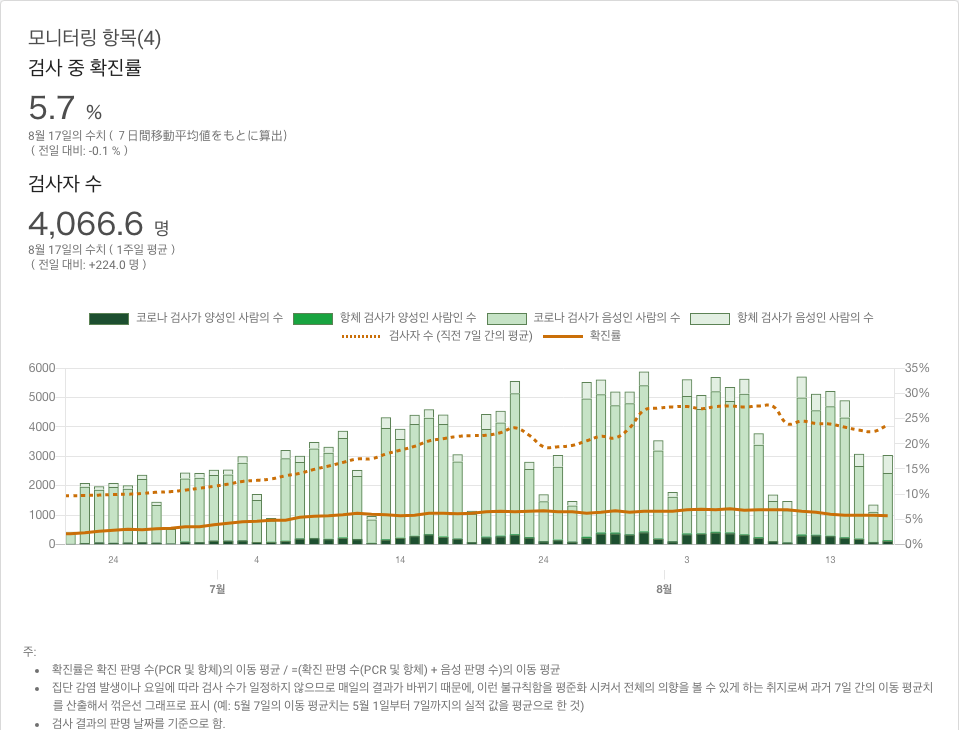 모니터링 항목(4)
검사 중 확진률
5.7 %
8월 17일의 수치 ( 7日間移動平均値をもとに算出)
( 전일 대비: -0.1 % )
검사자 수
4,066.6 명
8월 17일의 수치 ( 1주일 평균 )
( 전일 대비: +224.0 명 )
코로나 검사가 양성인 사람의 수 항체 검사가 양성인 사람인 수 코로나 검사가 음성인 사람의 수 항체 검사가 음성인 사람의 수
검사자 수 (직전 7일 간의 평균) 확진률
6000 35%
5000 30%
4000 25%
3000 20%
2000 15%
1000 10%
0 5%
0%
24 4 14 24 3 13
7월 8월
주:
• 확진률은 확진 판명 수(PCR 및 항체)의 이동 평균 / =(확진 판명 수(PCR 및 항체) + 음성 판명 수)의 이동 평균
• 집단 감염 발생이나 요일에 따라 검사 수가 일정하지 않으므로 매일의 결과가 바뀌기 때문에, 이런 불규칙함을 평준화 시켜서 전체의 의향을 볼 수 있게 하는 취지로써 과거 7일 간의 이동 평균치
를 산출해서 꺾은선 그래프로 표시 (예: 5월 7일의 이동 평균치는 5월 1일부터 7일까지의 실적 값을 평균으로 한 것)
• 검사 결과의 판명 날짜를 기준으로 함.